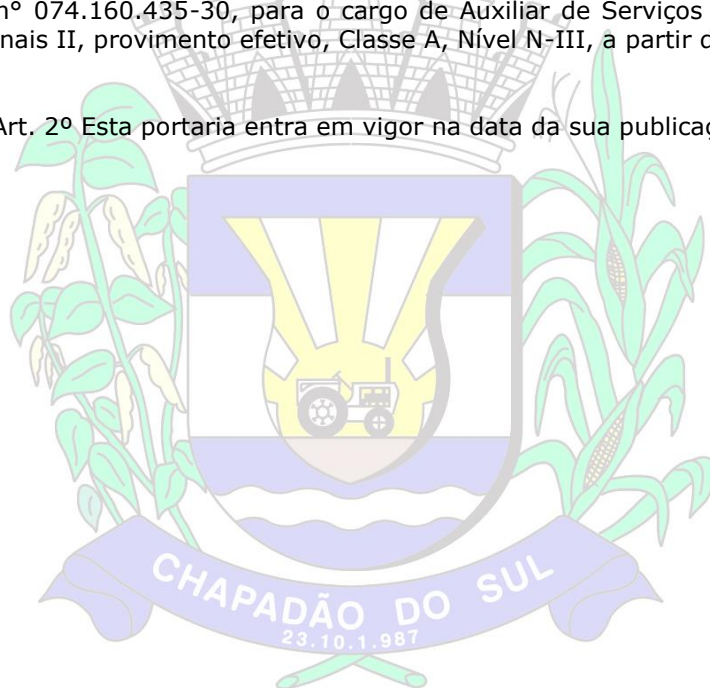 n° 074.160.435-30, para o cargo de Auxiliar de Serviços
nais II, provimento efetivo, Classe A, Nível N-III, a partir
Art. 2º Esta portaria entra em vigor na data da sua
CHAPADÃO DO SUL
23.10.1.987